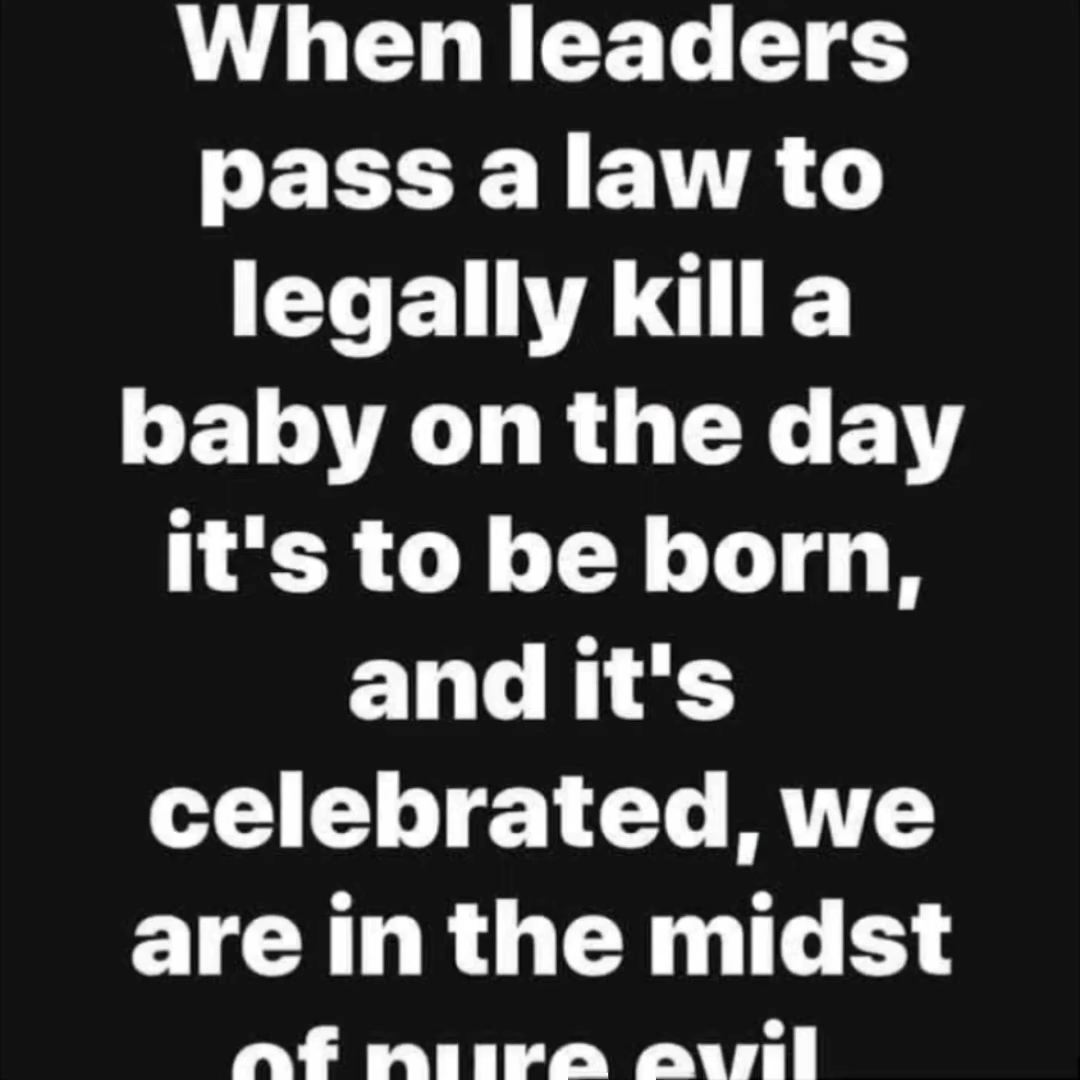 When leaders
pass a law to
legally kill a
baby on the day
it's to be born,
and it's
celebrated, we
are in the midst
of pure evil